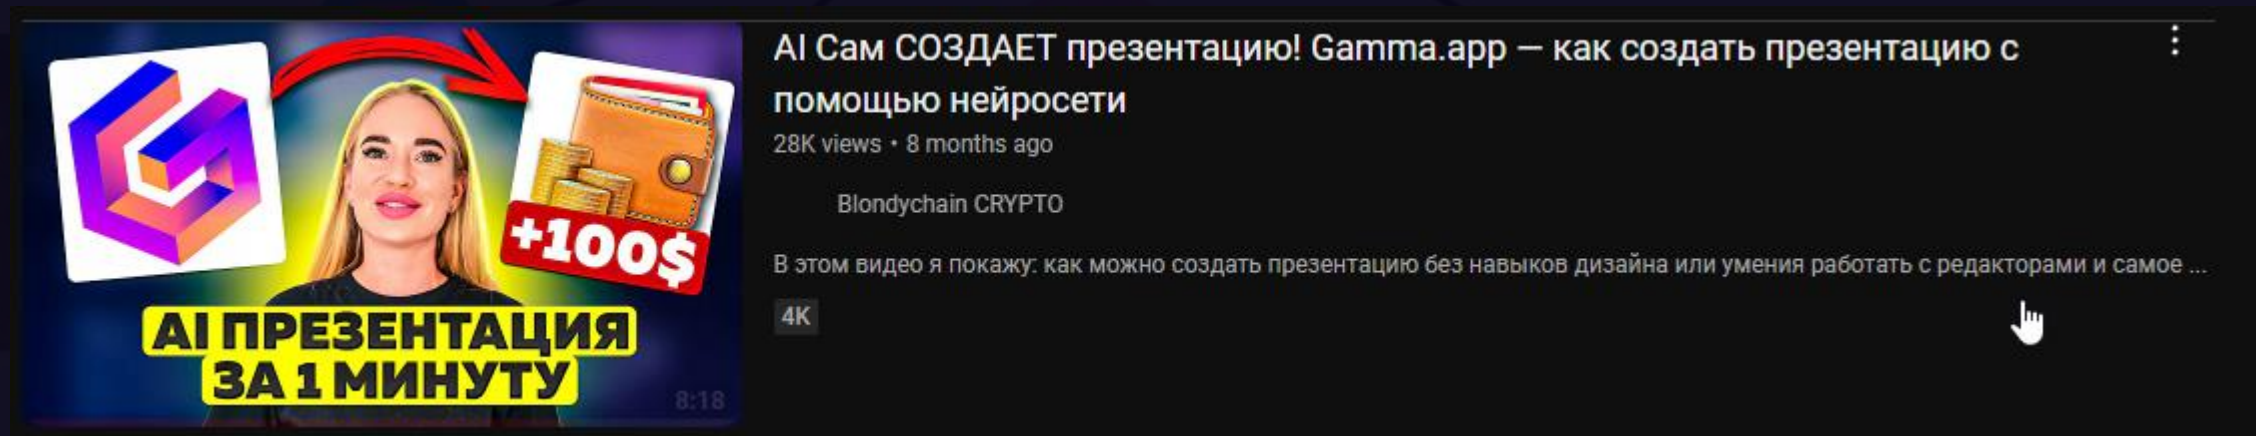 AI Сам СОЗДАЕТ презентацию! Gamma.app — как создать презентацию с
помощью нейросети
28K views • 8 months ago
Blondychain CRYPTO
В этом видео я покажу: как можно создать презентацию без навыков дизайна или умения работать с редакторами и самое ...
4K
+100$
AI ПРЕЗЕНТАЦИЯ
ЗА 1 МИНУТУ
8:18